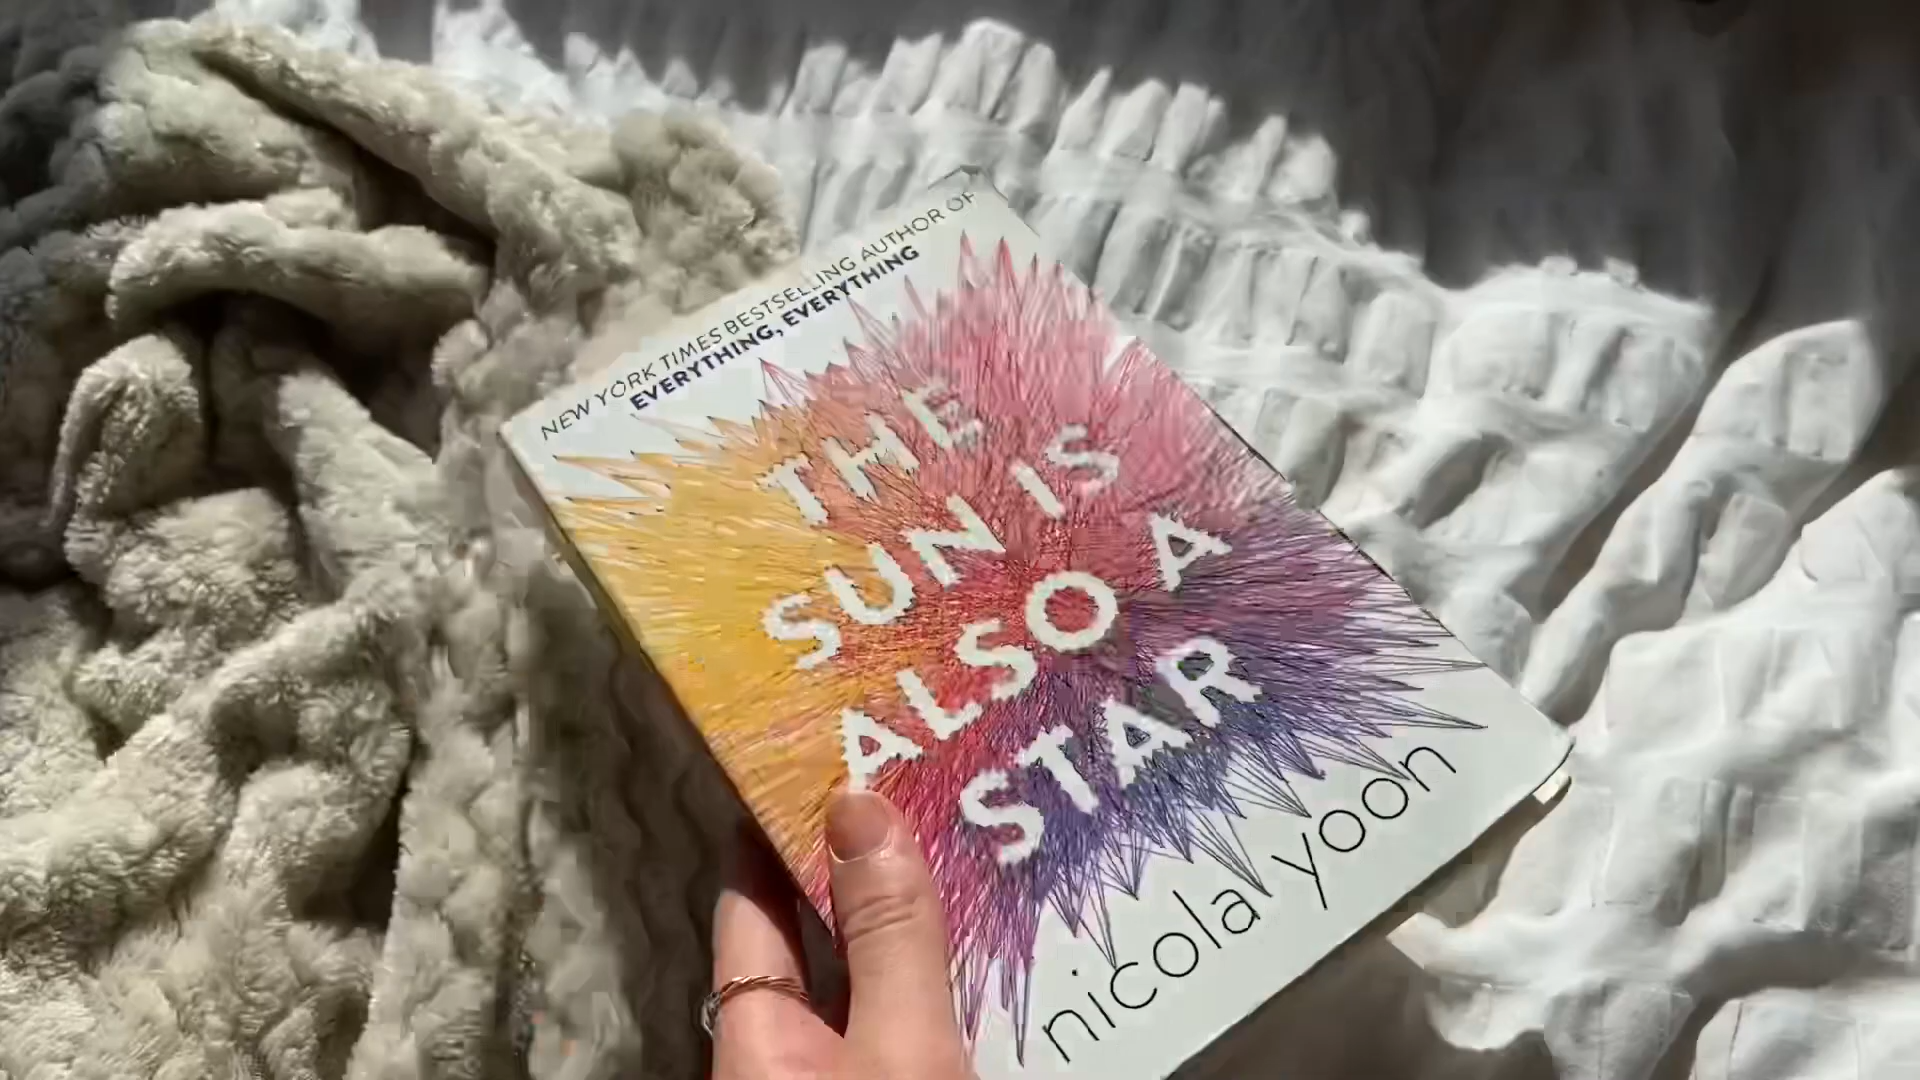 NEW YORK TIMES BESTSELLING AUTHOR OF
EVERYTHING, EVERYTHING
THE
SUN IS
ALSO A
STAR
nicola yoon